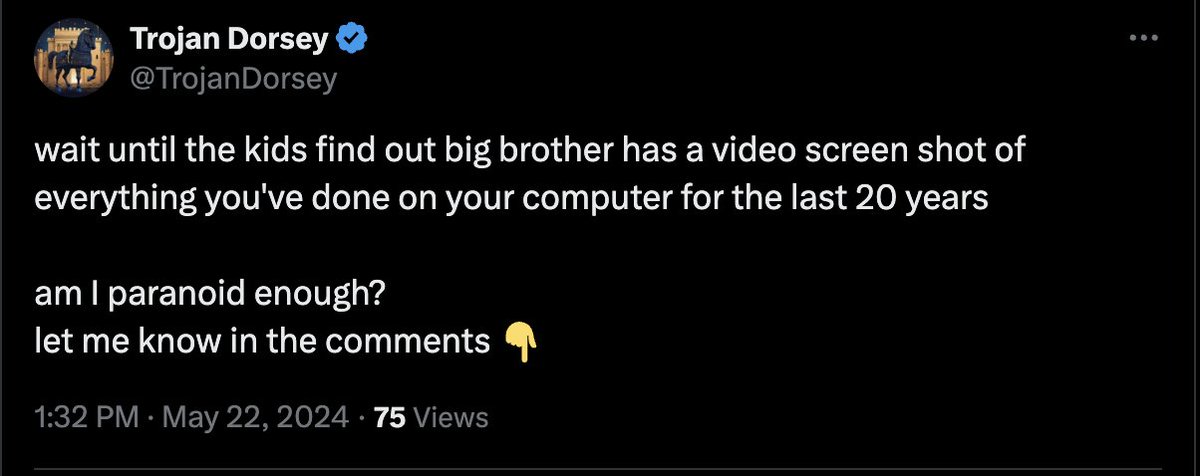 Trojan Dorsey
@TrojanDorsey
wait until the kids find out big brother has a video screen shot of
everything you've done on your computer for the last 20 years
am I paranoid enough?
let me know in the comments 👇
1:32 PM · May 22, 2024 · 75 Views